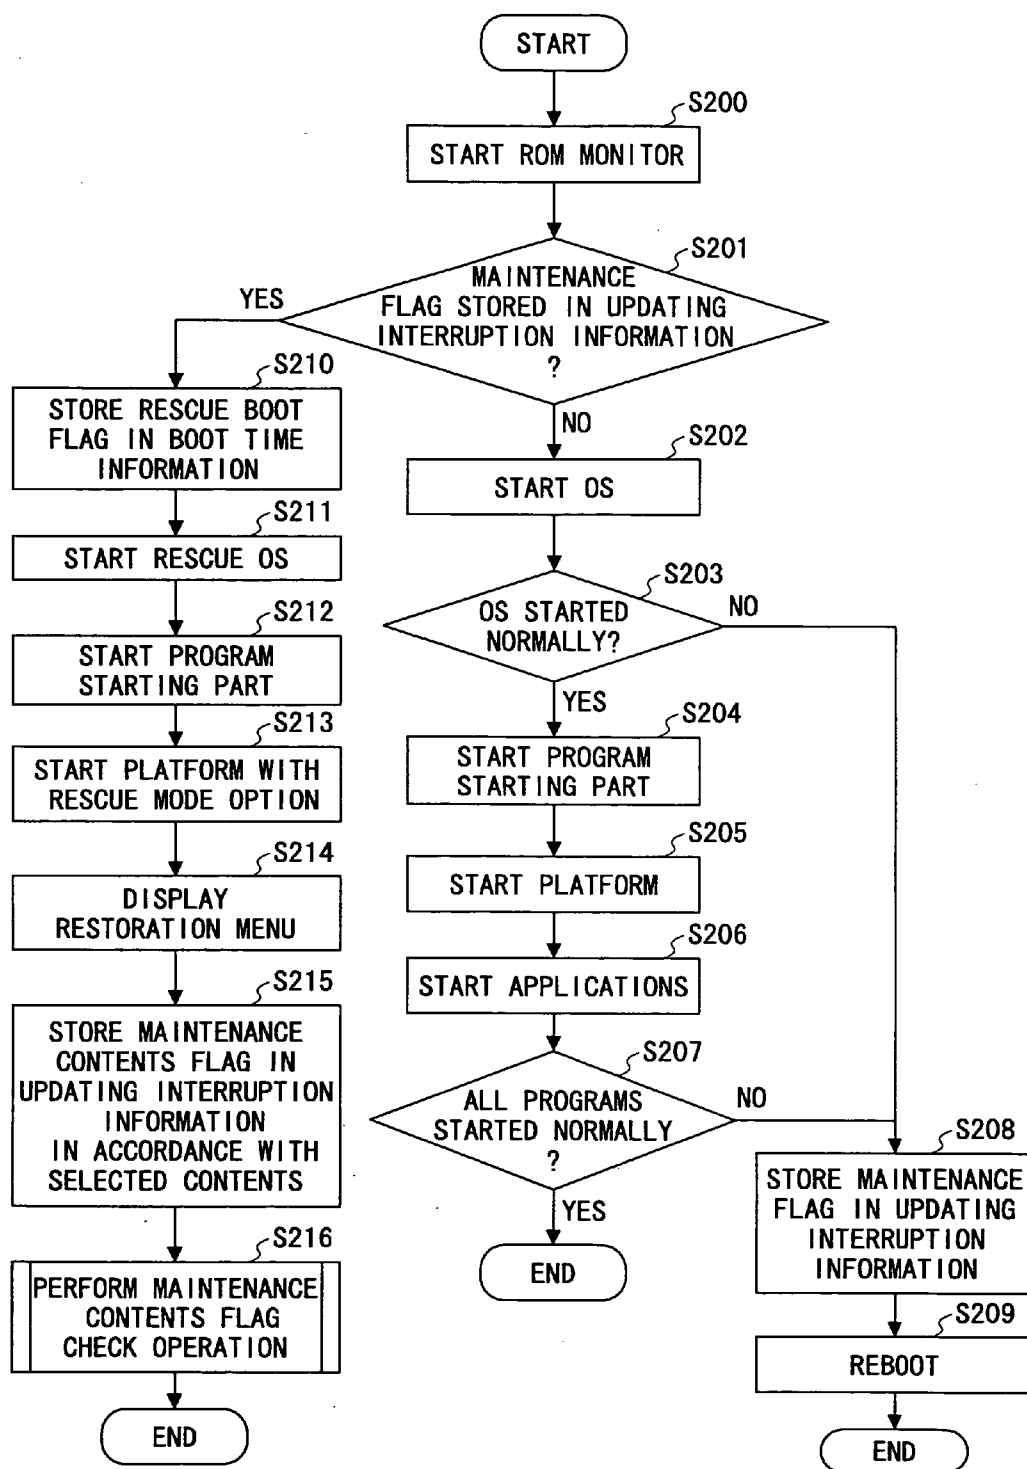 START
S200
START ROM MONITOR
S201
MAINTENANCE
FLAG STORED IN UPDATING
INTERRUPTION INFORMATION
?
YES
NO
S210
STORE RESCUE BOOT
FLAG IN BOOT TIME
INFORMATION
S211
START RESCUE OS
S212
START PROGRAM
STARTING PART
S213
START PLATFORM WITH
RESCUE MODE OPTION
S214
DISPLAY
RESTORATION MENU
S215
STORE MAINTENANCE
CONTENTS FLAG IN
UPDATING INTERRUPTION
INFORMATION
IN ACCORDANCE WITH
SELECTED CONTENTS
S216
PERFORM MAINTENANCE
CONTENTS FLAG
CHECK OPERATION
END
S202
START OS
S203
OS STARTED
NORMALLY?
NO
YES
S204
START PROGRAM
STARTING PART
S205
START PLATFORM
S206
START APPLICATIONS
S207
ALL PROGRAMS
STARTED NORMALLY
?
NO
YES
END
S208
STORE MAINTENANCE
FLAG IN UPDATING
INTERRUPTION
INFORMATION
S209
REBOOT
END